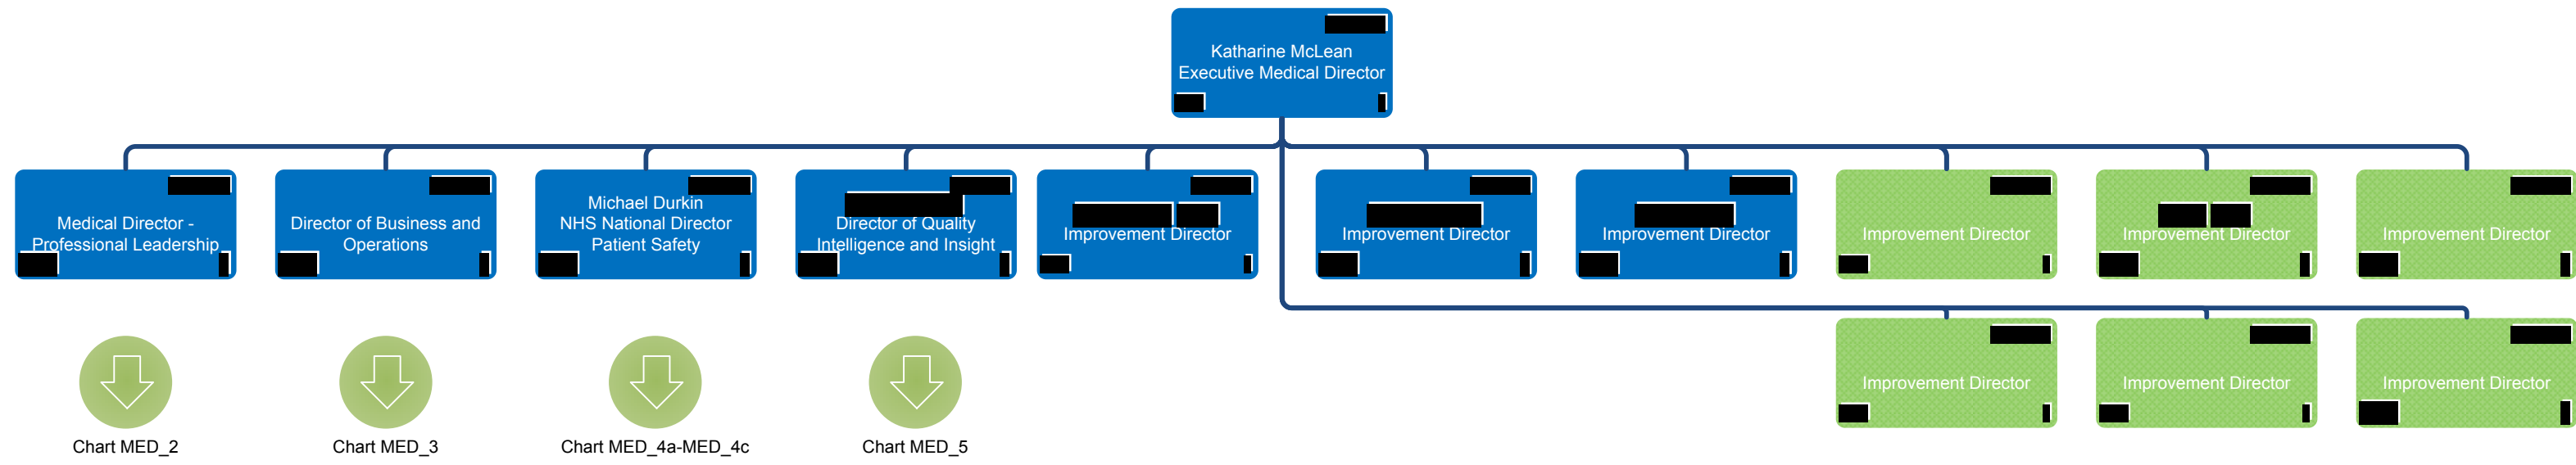 Katharine McLean
Executive Medical Director
Medical Director -
Professional Leadership
Director of Business and
Operations
Michael Durkin
NHS National Director
Patient Safety
Director of Quality
Intelligence and Insight
Improvement Director
Improvement Director
Improvement Director
Improvement Director
Improvement Director
Improvement Director
Improvement Director
Improvement Director
Improvement Director
Chart MED_2
Chart MED_3
Chart MED_4a-MED_4c
Chart MED_5